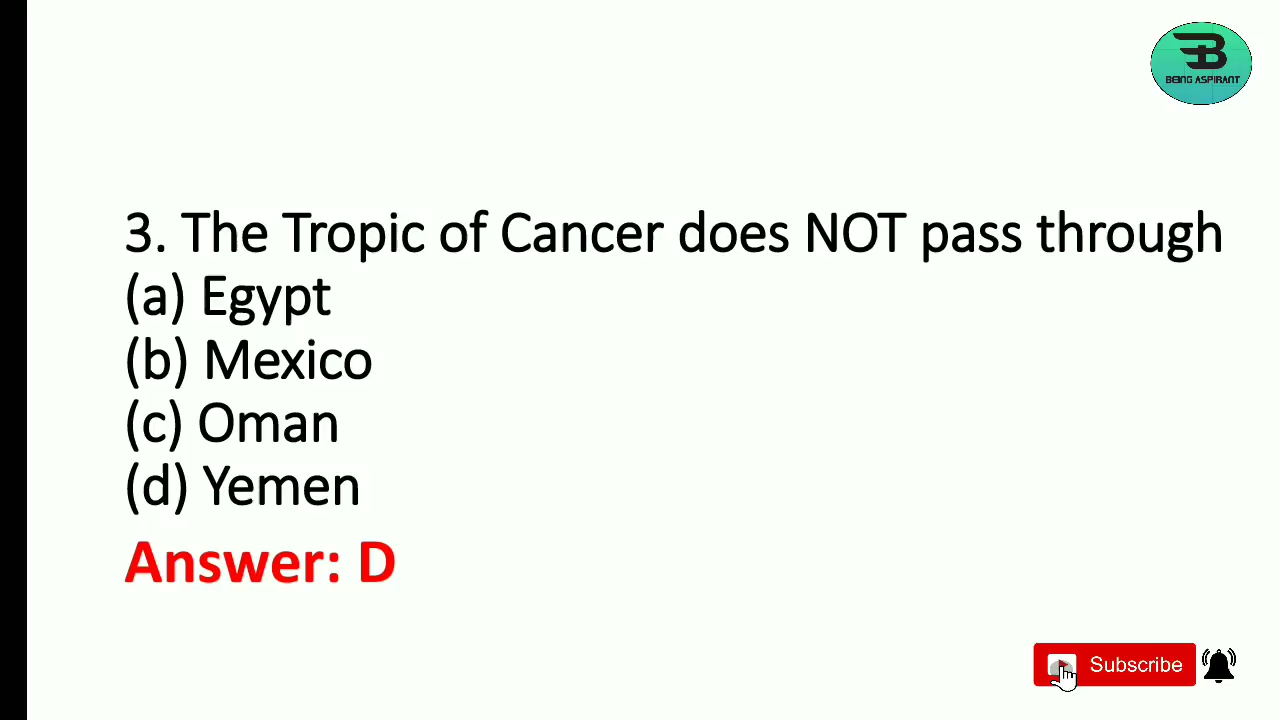 BEING ASPIRANT
3. The Tropic of Cancer does NOT pass through
(a) Egypt
(b) Mexico
(c) Oman
(d) Yemen
Answer: D
Subscribe